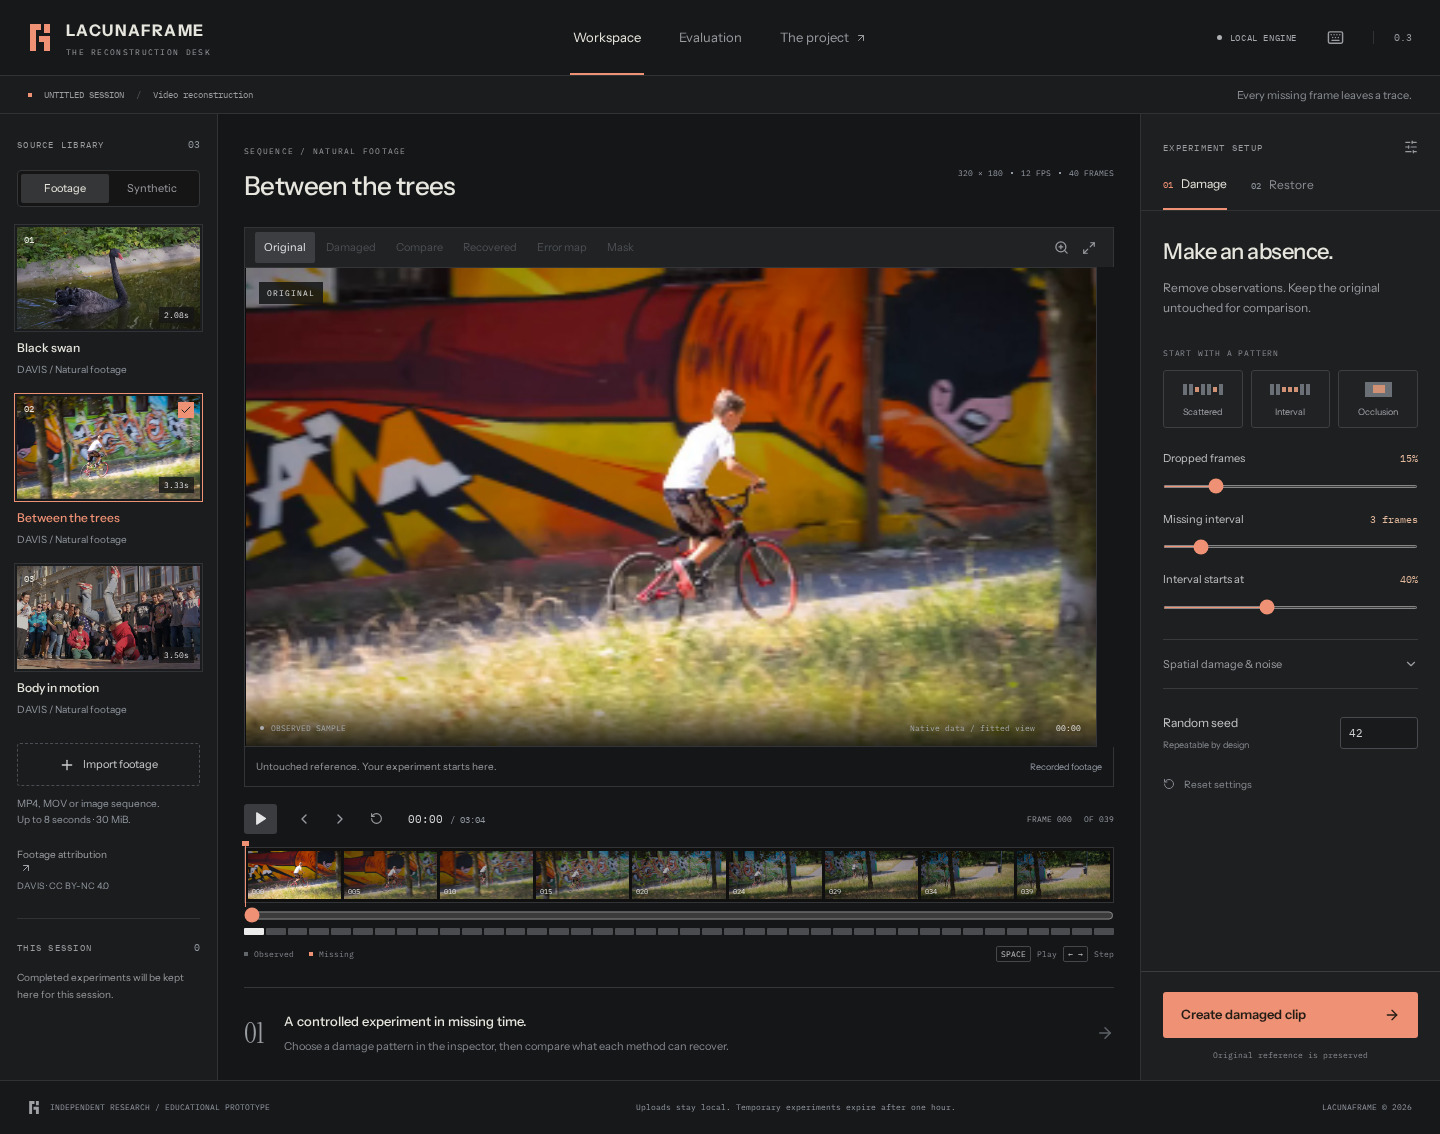 LACUNAFRAME
THE RECONSTRUCTION DESK
Workspace
Evaluation
The project
LOCAL ENGINE
0.3
UNTITLED SESSION / Video reconstruction
Every missing frame leaves a trace.
SOURCE LIBRARY 03
Footage
Synthetic
01
2.08s
Black swan
DAVIS / Natural footage
02
3.33s
Between the trees
DAVIS / Natural footage
03
3.50s
Body in motion
DAVIS / Natural footage
Import footage
MP4, MOV or image sequence.
Up to 8 seconds · 30 MiB.
Footage attribution
DAVIS · CC BY-NC 4.0
THIS SESSION 0
Completed experiments will be kept
here for this session.
SEQUENCE / NATURAL FOOTAGE
Between the trees
320 × 180 • 12 FPS • 40 FRAMES
Original
Damaged
Compare
Recovered
Error map
Mask
ORIGINAL
OBSERVED SAMPLE
Native data / fitted view 00:00
Untouched reference. Your experiment starts here.
Recorded footage
00:00 / 03:04
FRAME 000 OF 039
000
005
010
015
020
024
029
034
039
Observed
Missing
SPACE Play ← → Step
01
A controlled experiment in missing time.
Choose a damage pattern in the inspector, then compare what each method can recover.
EXPERIMENT SETUP
01 Damage
02 Restore
Make an absence.
Remove observations. Keep the original
untouched for comparison.
START WITH A PATTERN
Scattered
Interval
Occlusion
Dropped frames 15%
Missing interval 3 frames
Interval starts at 40%
Spatial damage & noise
Random seed
Repeatable by design
42
Reset settings
Create damaged clip
Original reference is preserved
INDEPENDENT RESEARCH / EDUCATIONAL PROTOTYPE
Uploads stay local. Temporary experiments expire after one hour.
LACUNAFRAME © 2026